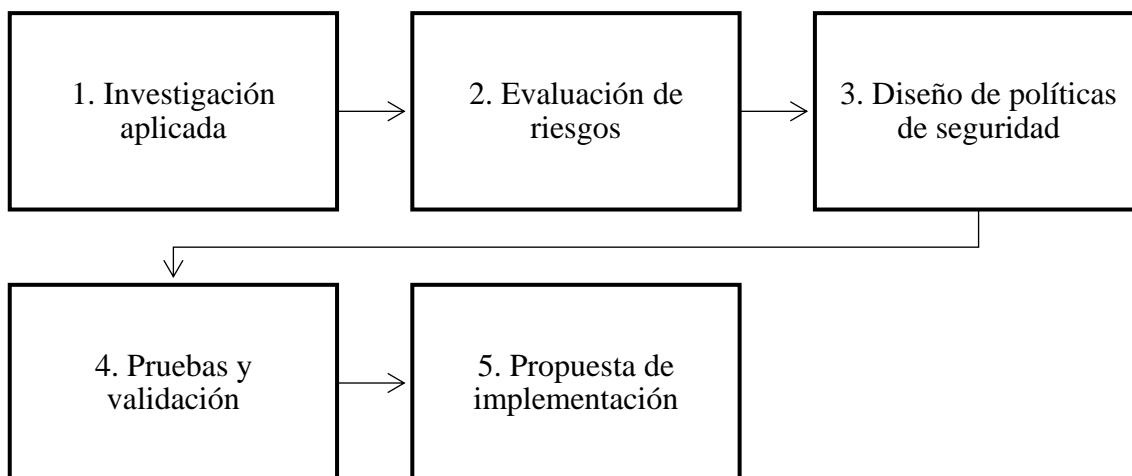 1. Investigación
aplicada
2. Evaluación de
riesgos
3. Diseño de políticas
de seguridad
4. Pruebas y
validación
5. Propuesta de
implementación